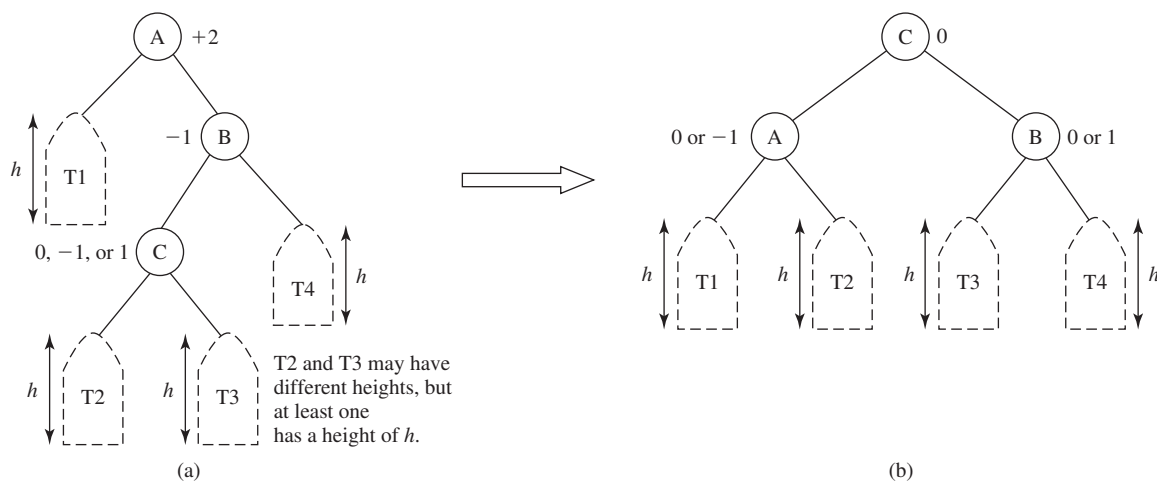 A +2
−1 B
h
T1
0, −1, or 1 C
T4
h
h
T2
h
T3
T2 and T3 may have
different heights, but
at least one
has a height of h.
(a)
C 0
0 or −1 A
B 0 or 1
h
T1
h
T2
h
T3
T4
h
(b)